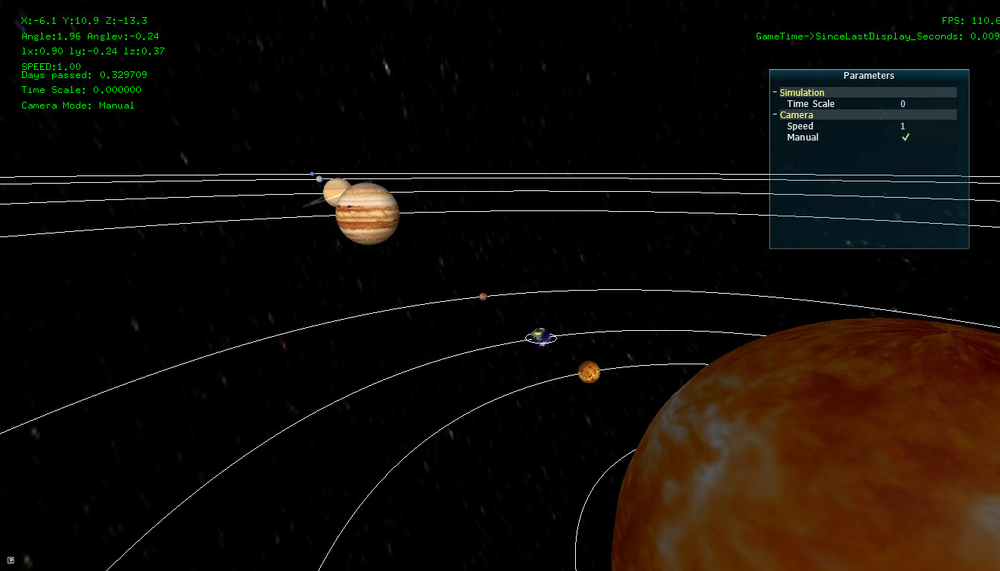 X:-6.1 Y:10.9 Z:-13.3
Angle:1.96 Anglev:-0.24
lx:0.90 ly:-0.24 lz:0.37
SPEED:1.00
Days passed: 0.329709
Time Scale: 0.000000
Camera Mode: Manual
FPS: 110.6
GameTime->SinceLastDisplay_Seconds: 0.009
Parameters
Simulation
Time Scale 0
Camera
Speed 1
Manual
?